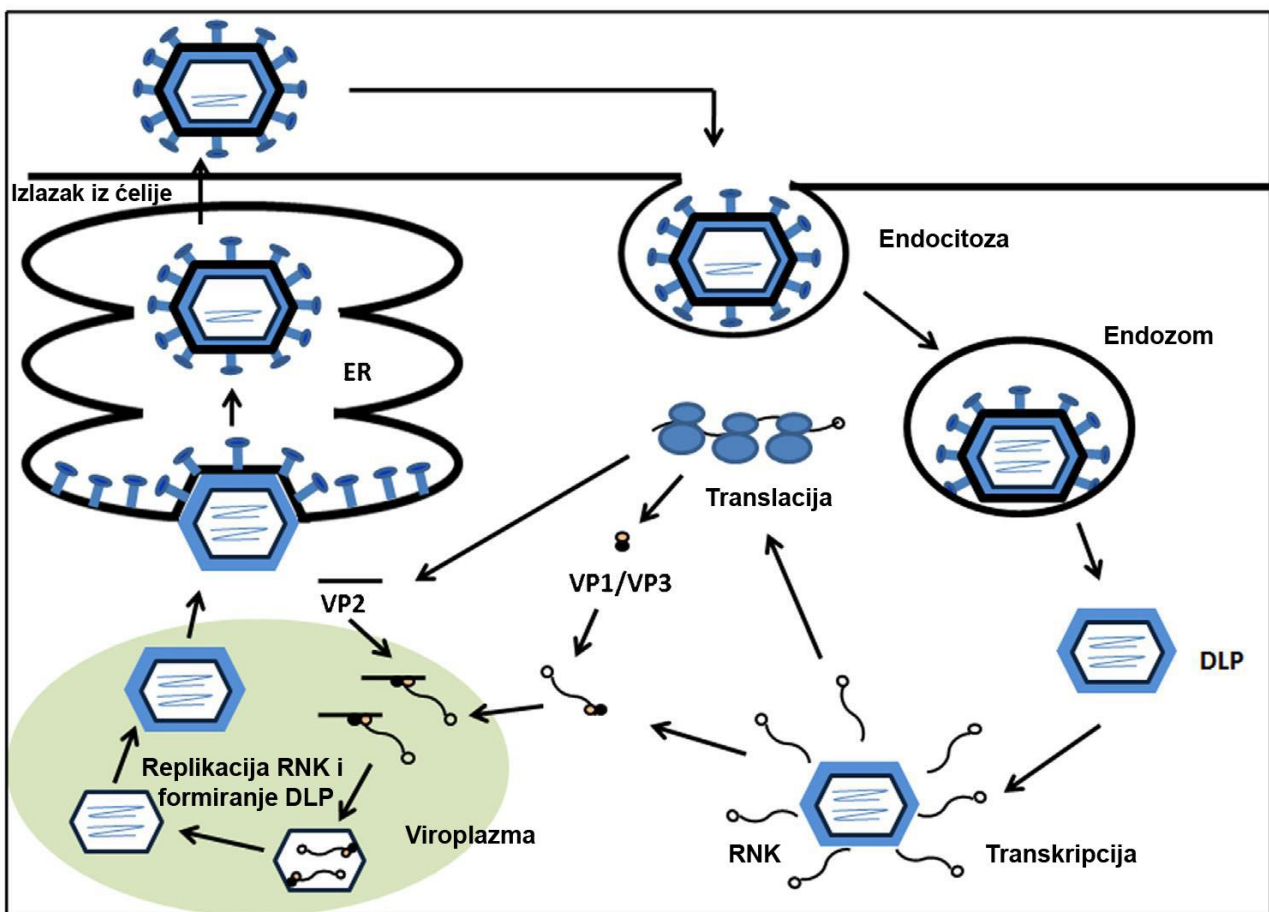 Izlazak iz ćelije
Endocitoza
Endozom
ER
Translacija
VP1/VP3
VP2
DLP
Replikacija RNK i
formiranje DLP
Viroplazma
RNK
Transkripcija